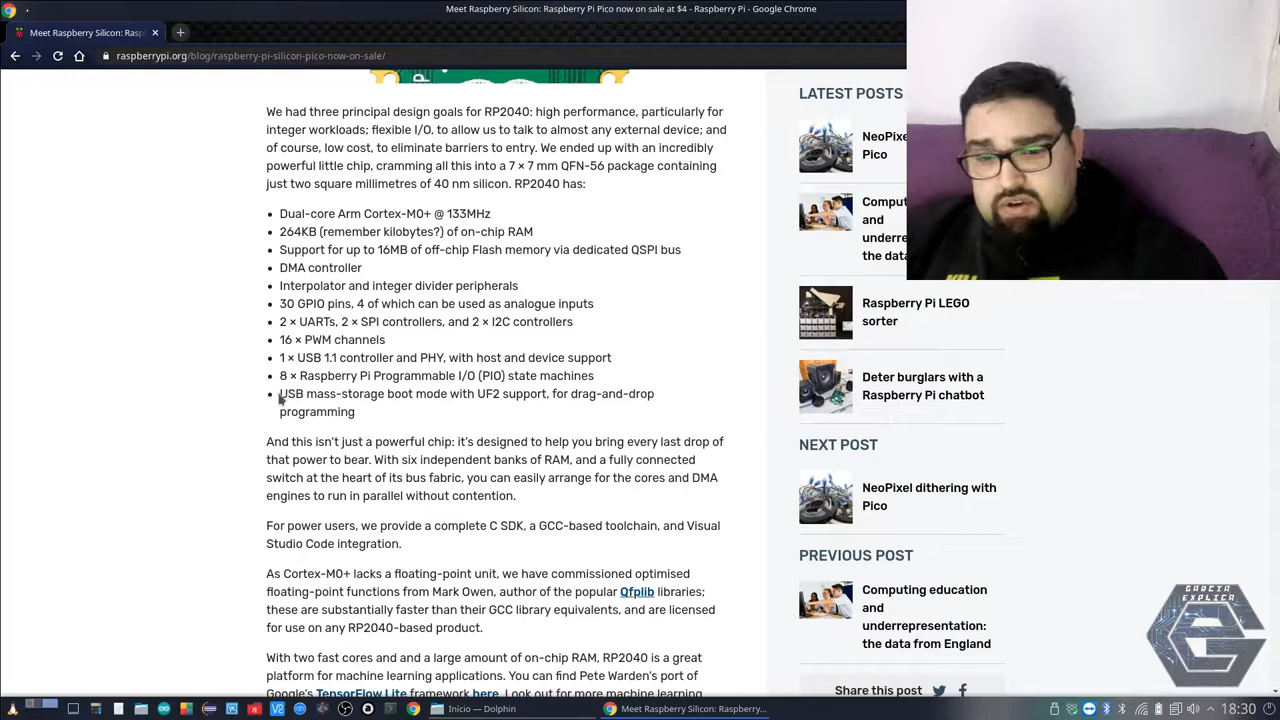 Meet Raspberry Silicon: Raspberry Pi Pico now on sale at $4 - Raspberry Pi - Google Chrome
Meet Raspberry Silicon: Rasp
raspberrypi.org/blog/raspberry-pi-silicon-pico-now-on-sale/
We had three principal design goals for RP2040: high performance, particularly for
integer workloads; flexible I/O, to allow us to talk to almost any external device; and
of course, low cost, to eliminate barriers to entry. We ended up with an incredibly
powerful little chip, cramming all this into a 7 × 7 mm QFN-56 package containing
just two square millimetres of 40 nm silicon. RP2040 has:
• Dual-core Arm Cortex-M0+ @ 133MHz
• 264KB (remember kilobytes?) of on-chip RAM
• Support for up to 16MB of off-chip Flash memory via dedicated QSPI bus
• DMA controller
• Interpolator and integer divider peripherals
• 30 GPIO pins, 4 of which can be used as analogue inputs
• 2 × UARTs, 2 × SPI controllers, and 2 × I2C controllers
• 16 × PWM channels
• 1 × USB 1.1 controller and PHY, with host and device support
• 8 × Raspberry Pi Programmable I/O (PIO) state machines
• USB mass-storage boot mode with UF2 support, for drag-and-drop
programming
And this isn't just a powerful chip: it's designed to help you bring every last drop of
that power to bear. With six independent banks of RAM, and a fully connected
switch at the heart of its bus fabric, you can easily arrange for the cores and DMA
engines to run in parallel without contention.
For power users, we provide a complete C SDK, a GCC-based toolchain, and Visual
Studio Code integration.
As Cortex-M0+ lacks a floating-point unit, we have commissioned optimised
floating-point functions from Mark Owen, author of the popular Qfplib libraries;
these are substantially faster than their GCC library equivalents, and are licensed
for use on any RP2040-based product.
With two fast cores and and a large amount of on-chip RAM, RP2040 is a great
platform for machine learning applications. You can find Pete Warden's port of
Google's TensorFlow Lite framework here. Look out for more machine learning
LATEST POSTS
NeoPixe
Pico
Comput
and
underre
the data
Raspberry Pi LEGO
sorter
Deter burglars with a
Raspberry Pi chatbot
NEXT POST
NeoPixel dithering with
Pico
PREVIOUS POST
Computing education
and
underrepresentation:
the data from England
Share this post
GARCIA
EXPLICA
Início — Dolphin
Meet Raspberry Silicon: Raspberry...
18:30